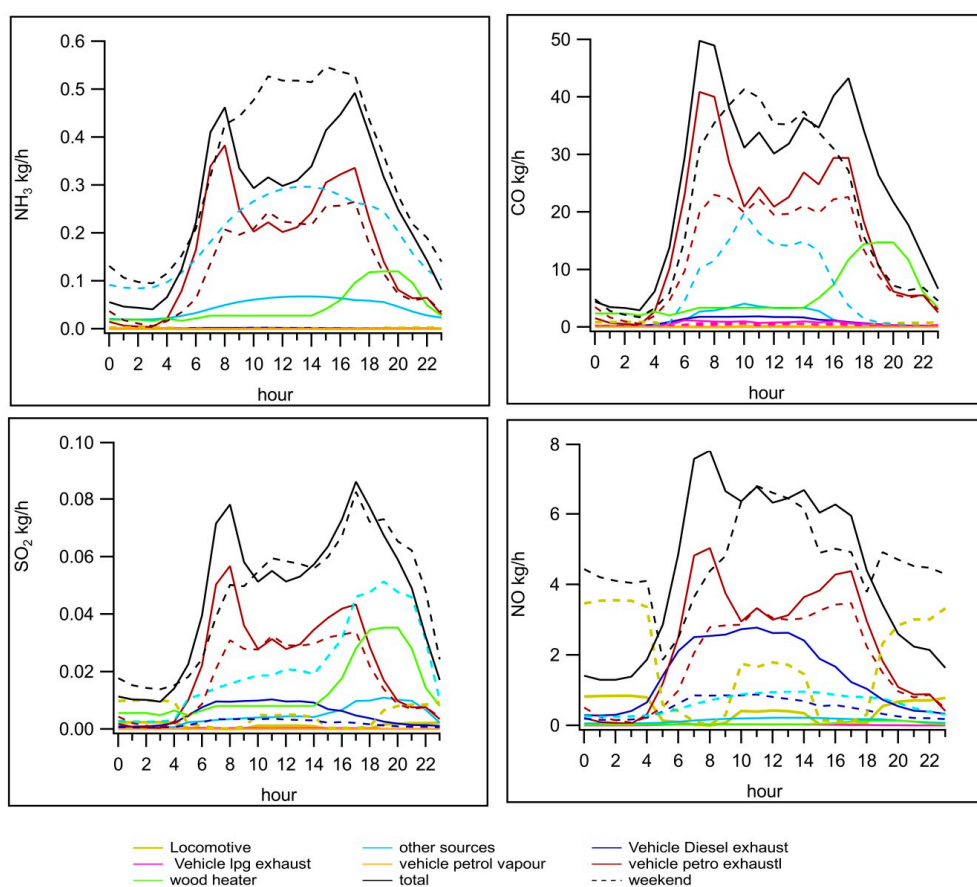 0.6
0.5
0.4
0.3
0.2
0.1
0.0
NH3 kg/h
0 2 4 6 8 10 12 14 16 18 20 22
hour
50
40
30
20
10
0
CO kg/h
0 2 4 6 8 10 12 14 16 18 20 22
hour
0.10
0.08
0.06
0.04
0.02
0.00
SO2 kg/h
0 2 4 6 8 10 12 14 16 18 20 22
hour
8
6
4
2
0
NO kg/h
0 2 4 6 8 10 12 14 16 18 20 22
hour
Locomotive other sources Vehicle Diesel exhaust
Vehicle lpg exhaust vehicle petrol vapour vehicle petro exhaustl
wood heater total weekend